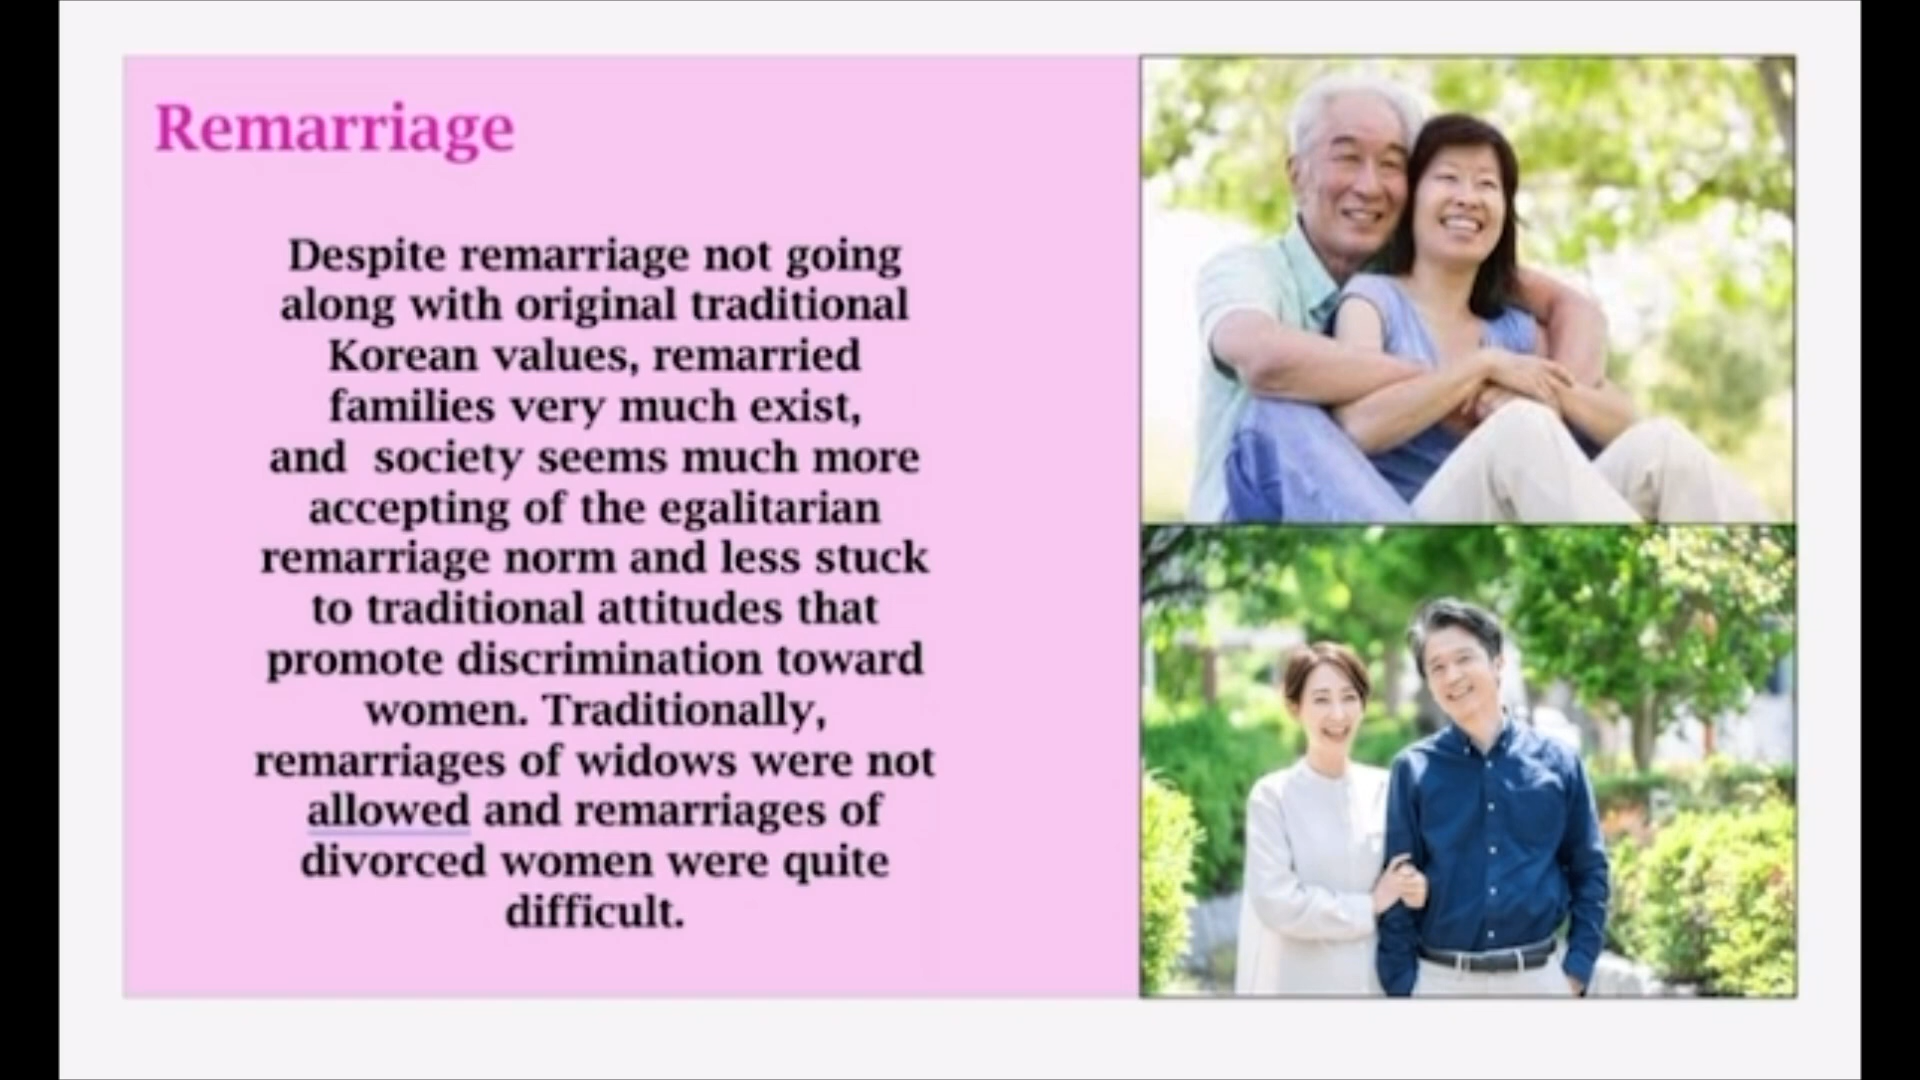 Remarriage
Despite remarriage not going
along with original traditional
Korean values, remarried
families very much exist,
and  society seems much more
accepting of the egalitarian
remarriage norm and less stuck
to traditional attitudes that
promote discrimination toward
women. Traditionally,
remarriages of widows were not
allowed and remarriages of
divorced women were quite
difficult.